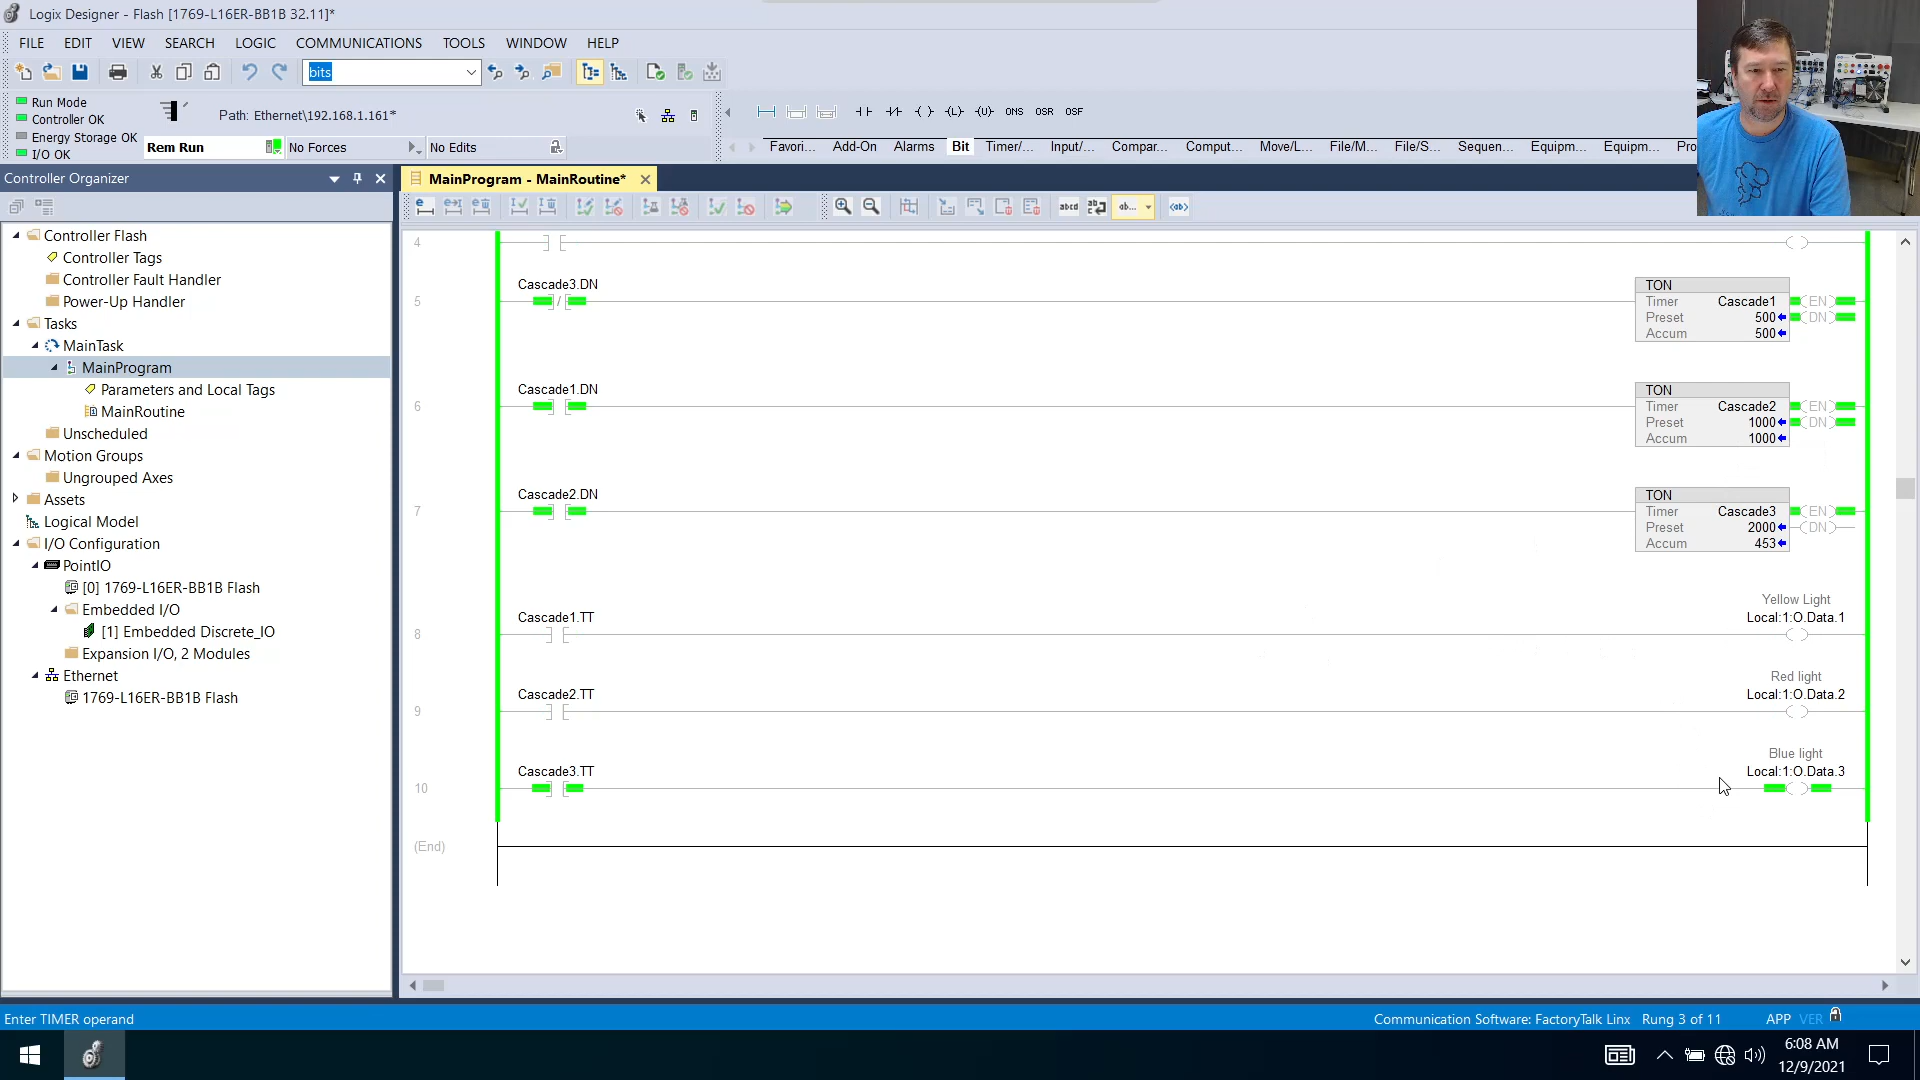 Logix Designer - Flash [1769-L16ER-BB1B 32.11]*
FILE EDIT VIEW SEARCH LOGIC COMMUNICATIONS TOOLS WINDOW HELP
bits
Run Mode
Controller OK
Energy Storage OK
I/O OK
Path: Ethernet\192.168.1.161*
Rem Run No Forces No Edits
ONS OSR OSF
Favori... Add-On Alarms Bit Timer/... Input/... Compar... Comput... Move/L... File/M... File/S... Sequen... Equipm... Equipm... Pro
Controller Organizer
MainProgram - MainRoutine*
Controller Flash
Controller Tags
Controller Fault Handler
Power-Up Handler
Tasks
MainTask
MainProgram
Parameters and Local Tags
MainRoutine
Unscheduled
Motion Groups
Ungrouped Axes
Assets
Logical Model
I/O Configuration
PointIO
[0] 1769-L16ER-BB1B Flash
Embedded I/O
[1] Embedded Discrete_IO
Expansion I/O, 2 Modules
Ethernet
1769-L16ER-BB1B Flash
abcd
ab...
4
Cascade3.DN
5
TON
Timer Cascade1 EN
Preset 500 DN
Accum 500
Cascade1.DN
6
TON
Timer Cascade2 EN
Preset 1000 DN
Accum 1000
Cascade2.DN
7
TON
Timer Cascade3 EN
Preset 2000 DN
Accum 453
Yellow Light
Cascade1.TT Local:1:O.Data.1
8
Red light
Cascade2.TT Local:1:O.Data.2
9
Blue light
Cascade3.TT Local:1:O.Data.3
10
(End)
Enter TIMER operand
Communication Software: FactoryTalk Linx Rung 3 of 11 APP VER
6:08 AM
12/9/2021